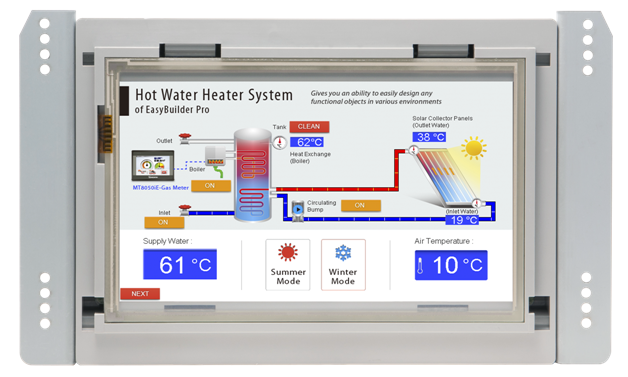 Hot Water Heater System
of EasyBuilder Pro
Gives you an ability to easily design any
functional objects in various environments
Tank
CLEAN
62°C
Heat Exchange
(Boiler)
Solar Collector Panels
(Outlet Water)
38 °C
Outlet
Boiler
MT8050iE-Gas Meter
ON
Inlet
ON
Circulating
Bump
ON
(Inlet Water)
19 °C
Supply Water :
61 °C
Summer
Mode
Winter
Mode
Air Temperature :
10 °C
NEXT